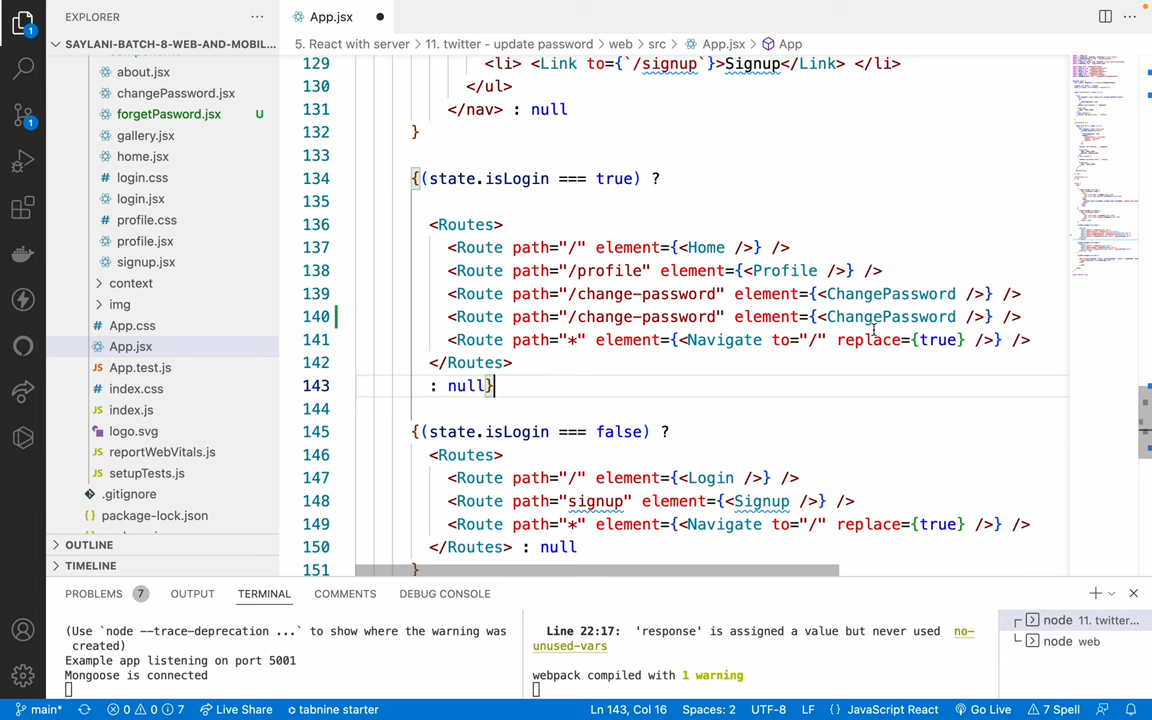 EXPLORER
App.jsx
SAYLANI-BATCH-8-WEB-AND-MOBIL...
5. React with server > 11. twitter - update password > web > src > App.jsx > App
about.jsx
changePassword.jsx
forgetPasword.jsx U
gallery.jsx
home.jsx
login.css
login.jsx
profile.css
profile.jsx
signup.jsx
context
img
App.css
App.jsx
App.test.js
index.css
index.js
logo.svg
reportWebVitals.js
setupTests.js
.gitignore
package-lock.json
OUTLINE
TIMELINE
129 <li> <Link to={`/signup`}>Signup</Link> </li>
130 </ul>
131 </nav> : null
132 }
133
134 {(state.isLogin === true) ?
135
136 <Routes>
137 <Route path="/" element={<Home />} />
138 <Route path="/profile" element={<Profile />} />
139 <Route path="/change-password" element={<ChangePassword />} />
140 <Route path="/change-password" element={<ChangePassword />} />
141 <Route path="*" element={<Navigate to="/" replace={true} />} />
142 </Routes>
143 : null}
144
145 {(state.isLogin === false) ?
146 <Routes>
147 <Route path="/" element={<Login />} />
148 <Route path="signup" element={<Signup />} />
149 <Route path="*" element={<Navigate to="/" replace={true} />} />
150 </Routes> : null
151 }
PROBLEMS 7 OUTPUT TERMINAL COMMENTS DEBUG CONSOLE
(Use `node --trace-deprecation ...` to show where the warning was
created)
Example app listening on port 5001
Mongoose is connected
Line 22:17: 'response' is assigned a value but never used no-
unused-vars
webpack compiled with 1 warning
node 11. twitter...
node web
main* 0 0 7 Live Share tabnine starter Ln 143, Col 16 Spaces: 2 UTF-8 LF {} JavaScript React Go Live 7 Spell